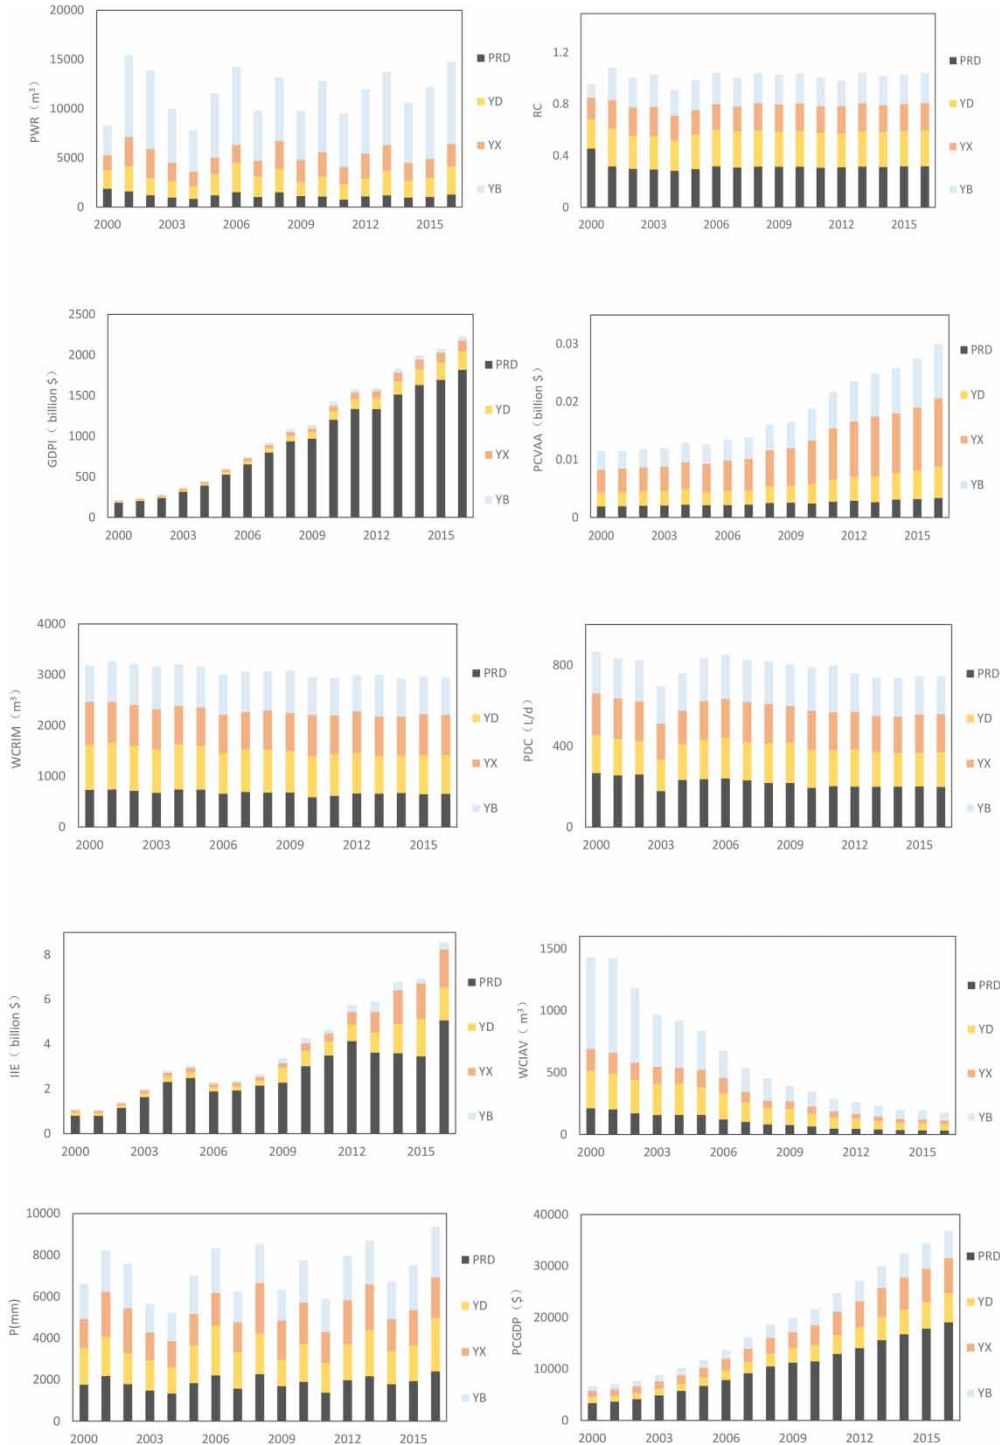 20000
15000
10000
5000
0
PWR (m³)
2000 2003 2006 2009 2012 2015
PRD
YD
YX
YB
1.2
0.8
0.4
0
RC
2000 2003 2006 2009 2012 2015
PRD
YD
YX
YB
2500
2000
1500
1000
500
0
GDPI ( billion $)
2000 2003 2006 2009 2012 2015
PRD
YD
YX
YB
0.03
0.02
0.01
0
PCVAA (billion $)
2000 2003 2006 2009 2012 2015
PRD
YD
YX
YB
4000
3000
2000
1000
0
WCRIM (m³)
2000 2003 2006 2009 2012 2015
PRD
YD
YX
YB
800
400
0
PDC (L/d)
2000 2003 2006 2009 2012 2015
PRD
YD
YX
YB
8
6
4
2
0
IIE ( billion $)
2000 2003 2006 2009 2012 2015
PRD
YD
YX
YB
1500
1000
500
0
WCIAV ( m³)
2000 2003 2006 2009 2012 2015
PRD
YD
YX
YB
10000
8000
6000
4000
2000
0
P(mm)
2000 2003 2006 2009 2012 2015
PRD
YD
YX
YB
40000
30000
20000
10000
0
PCGDP ($)
2000 2003 2006 2009 2012 2015
PRD
YD
YX
YB